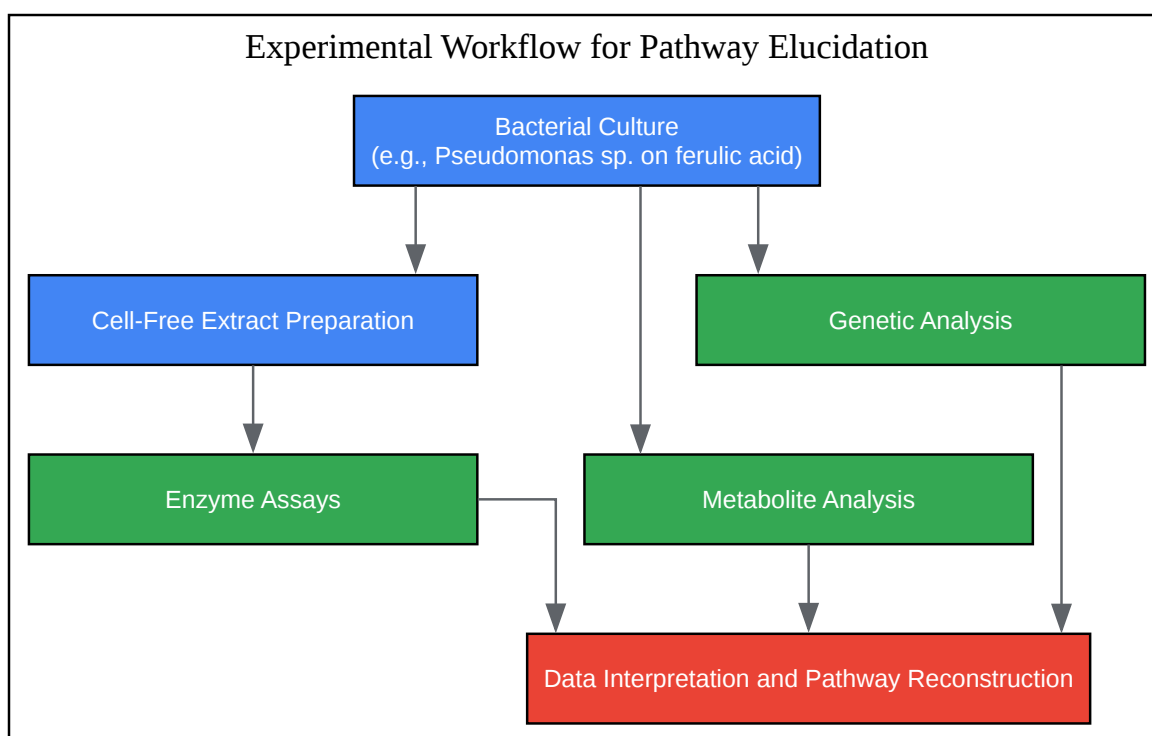 Experimental Workflow for Pathway Elucidation
Bacterial Culture
(e.g., Pseudomonas sp. on ferulic acid)
Cell-Free Extract Preparation
Genetic Analysis
Enzyme Assays
Metabolite Analysis
Data Interpretation and Pathway Reconstruction